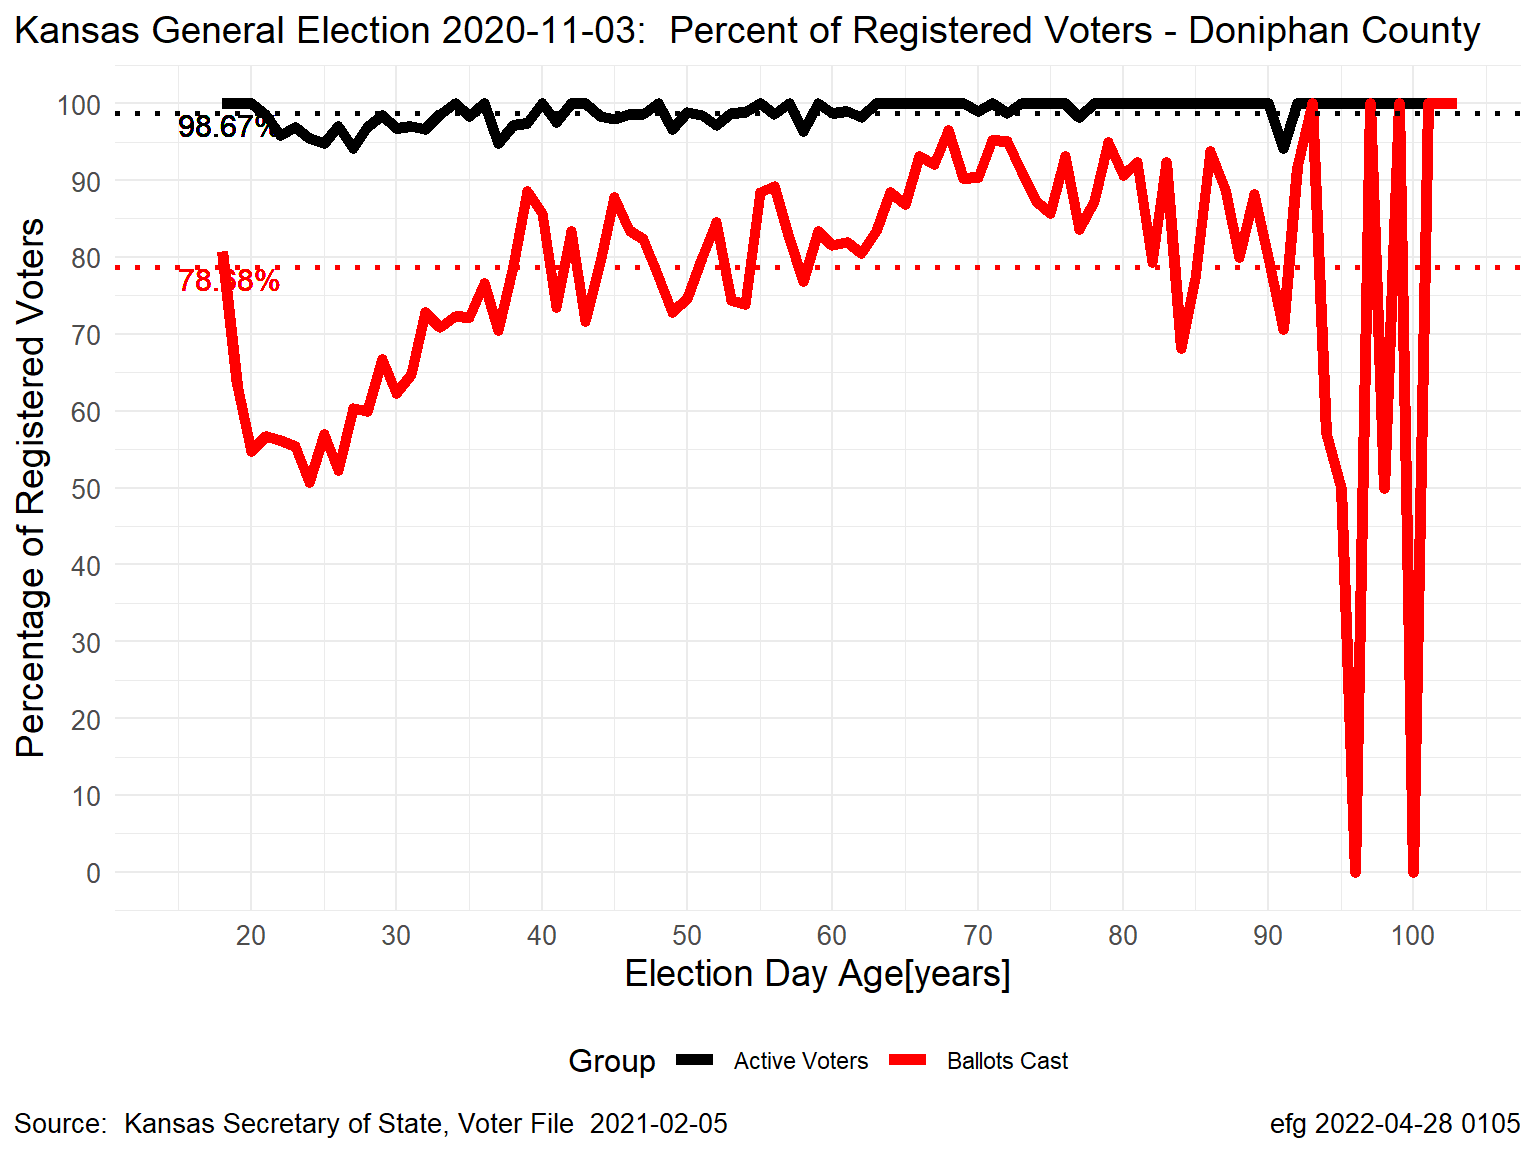 Kansas General Election 2020-11-03:  Percent of Registered Voters - Doniphan County
Percentage of Registered Voters
100
90
80
70
60
50
40
30
20
10
0
98.67%
78.68%
20 30 40 50 60 70 80 90 100
Election Day Age[years]
Group Active Voters Ballots Cast
Source:  Kansas Secretary of State, Voter File  2021-02-05
efg 2022-04-28 0105